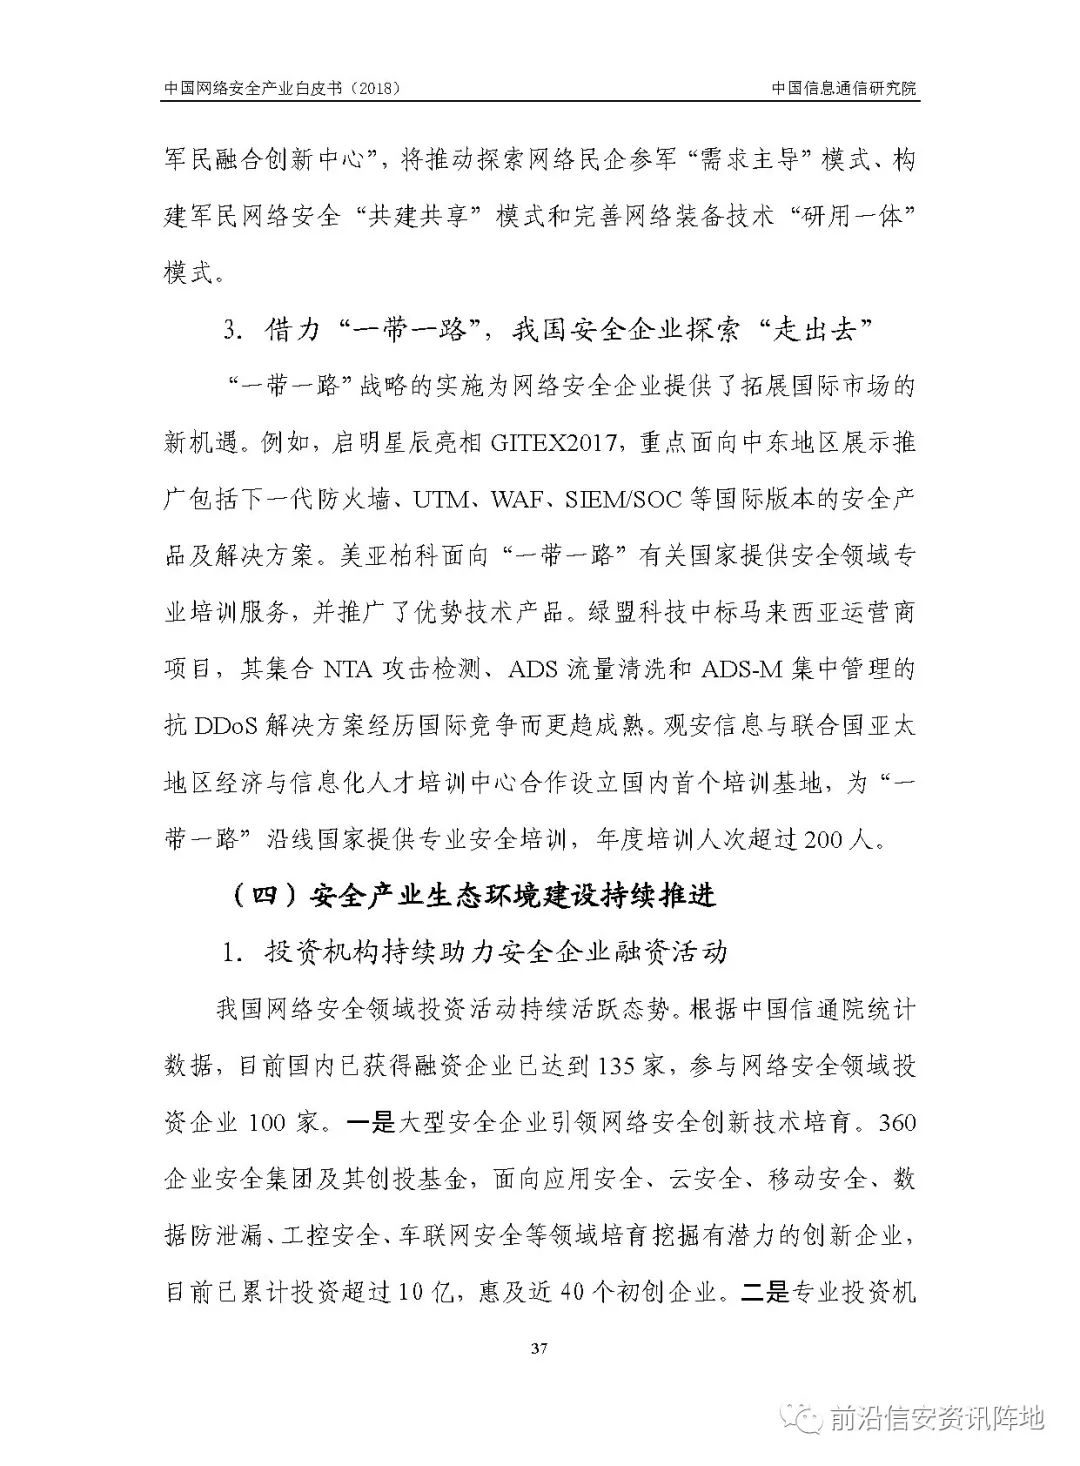 中国网络安全产业白皮书（2018）
中国信息通信研究院
军民融合创新中心”，将推动探索网络民企参军“需求主导”模式、构
建军民网络安全“共建共享”模式和完善网络装备技术“研用一体”
模式。
3. 借力“一带一路”，我国安全企业探索“走出去”
“一带一路”战略的实施为网络安全企业提供了拓展国际市场的
新机遇。例如，启明星辰亮相 GITEX2017，重点面向中东地区展示推
广包括下一代防火墙、UTM、WAF、SIEM/SOC 等国际版本的安全产
品及解决方案。美亚柏科面向“一带一路”有关国家提供安全领域专
业培训服务，并推广了优势技术产品。绿盟科技中标马来西亚运营商
项目，其集合 NTA 攻击检测、ADS 流量清洗和 ADS-M 集中管理的
抗 DDoS 解决方案经历国际竞争而更趋成熟。观安信息与联合国亚太
地区经济与信息化人才培训中心合作设立国内首个培训基地，为“一
带一路”沿线国家提供专业安全培训，年度培训人次超过 200 人。
（四）安全产业生态环境建设持续推进
1. 投资机构持续助力安全企业融资活动
我国网络安全领域投资活动持续活跃态势。根据中国信通院统计
数据，目前国内已获得融资企业已达到 135 家，参与网络安全领域投
资企业 100 家。一是大型安全企业引领网络安全创新技术培育。360
企业安全集团及其创投基金，面向应用安全、云安全、移动安全、数
据防泄漏、工控安全、车联网安全等领域培育挖掘有潜力的创新企业，
目前已累计投资超过 10 亿，惠及近 40 个初创企业。二是专业投资机
37
前沿信安资讯阵地